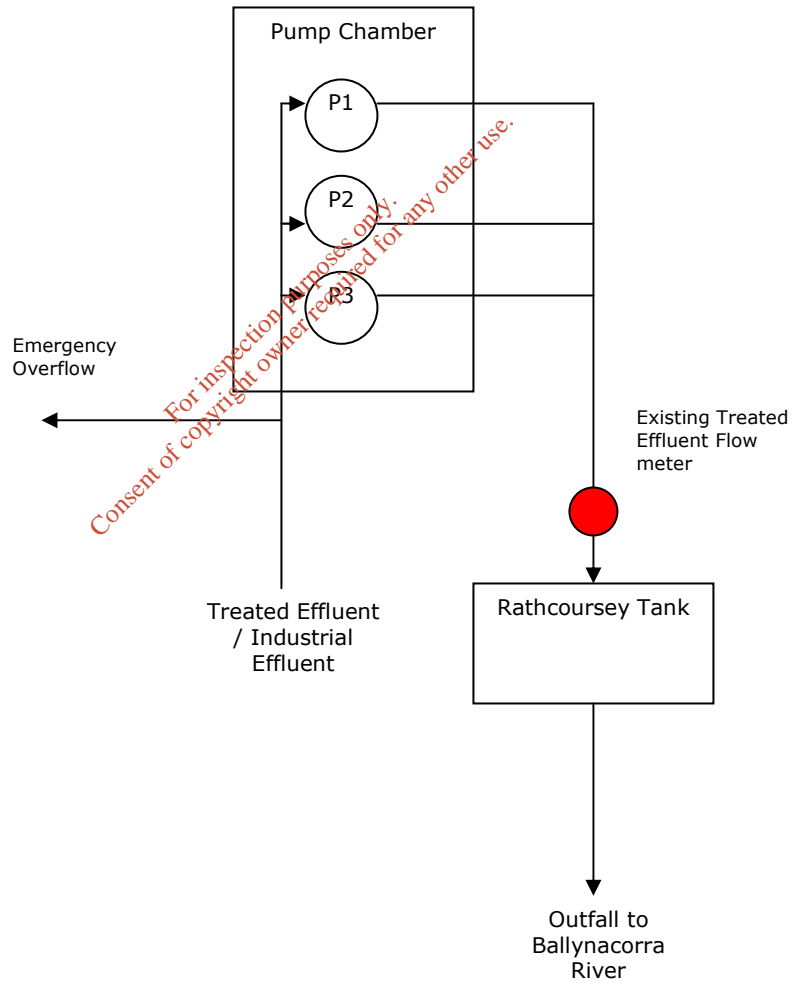 Pump Chamber
P1
P2
P3
For inspection purposes only.
Consent of copyright owner required for any other use.
Emergency
Overflow
Existing Treated
Effluent Flow
meter
Treated Effluent
/ Industrial
Effluent
Rathcoursey Tank
Outfall to
Ballynacorra
River